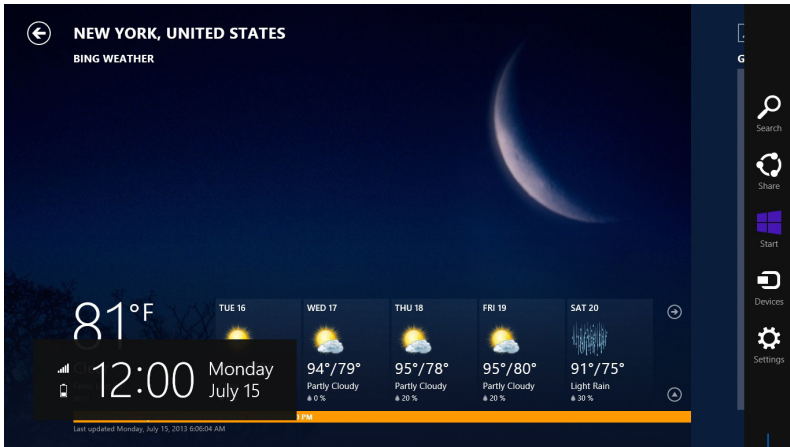 NEW YORK, UNITED STATES
BING WEATHER
G
Search
Share
Start
Devices
Settings
81°F
TUE 16
WED 17
94°/79°
Partly Cloudy
0 %
THU 18
95°/78°
Partly Cloudy
20 %
FRI 19
95°/80°
Partly Cloudy
20 %
SAT 20
91°/75°
Light Rain
30 %
12:00
Monday
July 15
PM
Last updated Monday, July 15, 2013 6:06:04 AM